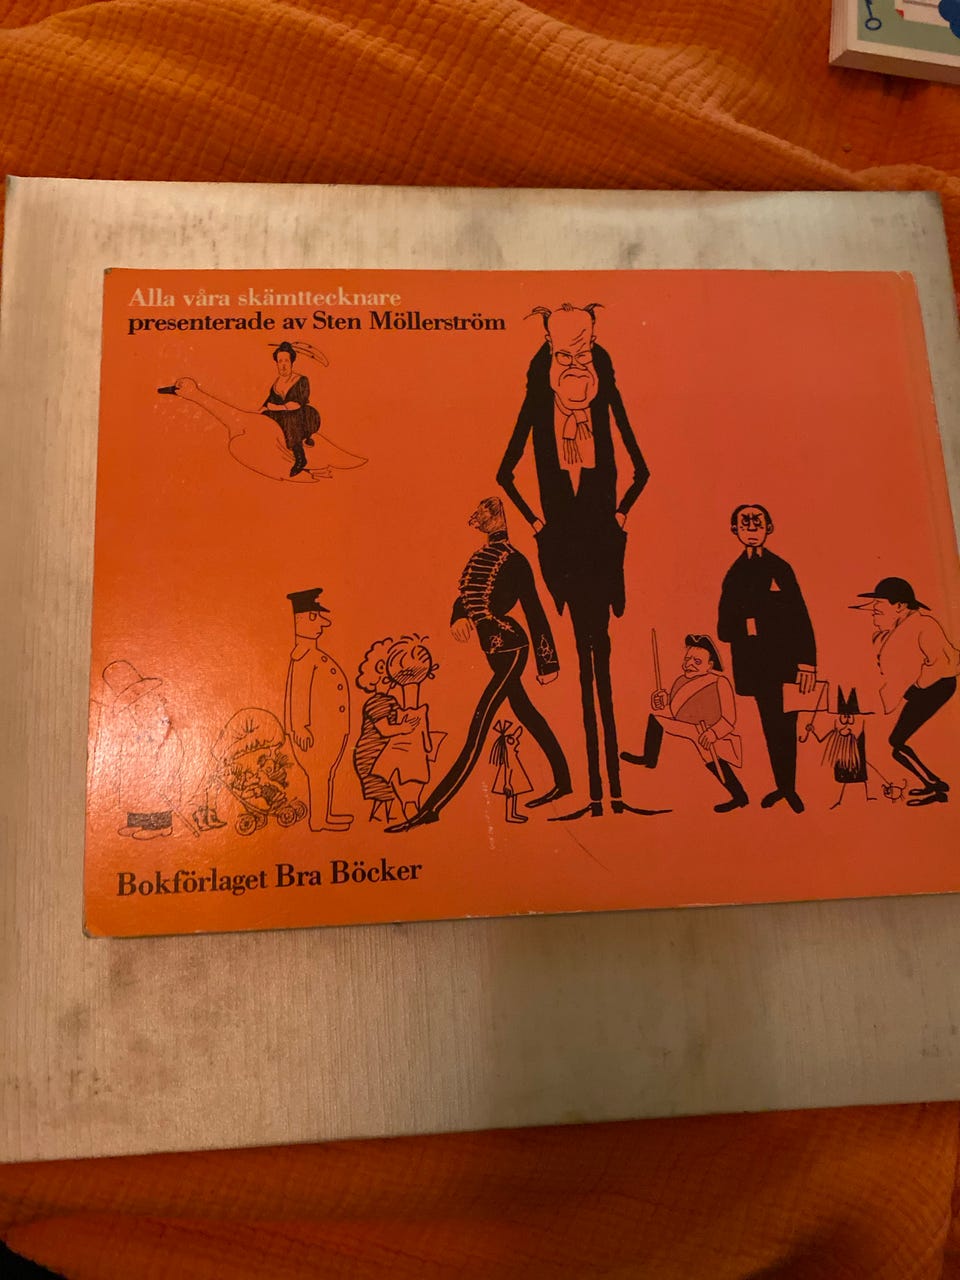 Alla våra skämttecknare
presenterade av Sten Möllerström
Bokförlaget Bra Böcker